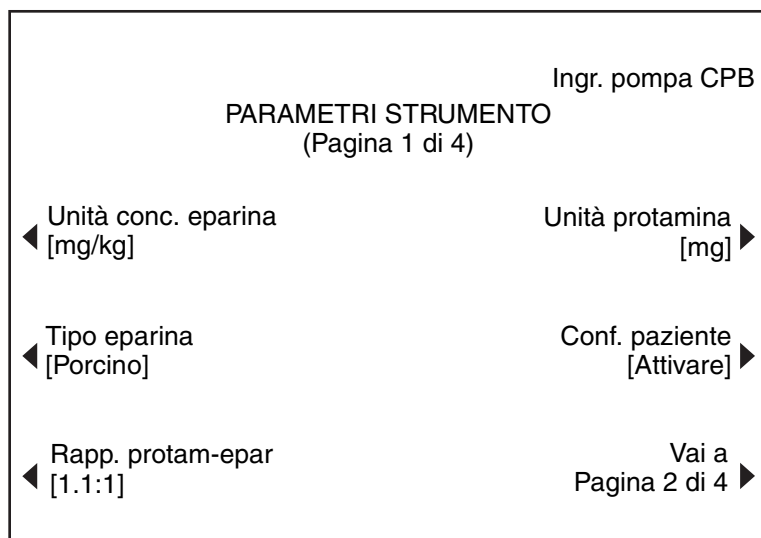 Ingr. pompa CPB
PARAMETRI STRUMENTO
(Pagina 1 di 4)
Unità conc. eparina
[mg/kg]
Unità protamina
[mg]
Tipo eparina
[Porcino]
Conf. paziente
[Attivare]
Rapp. protam-epar
[1.1:1]
Vai a
Pagina 2 di 4